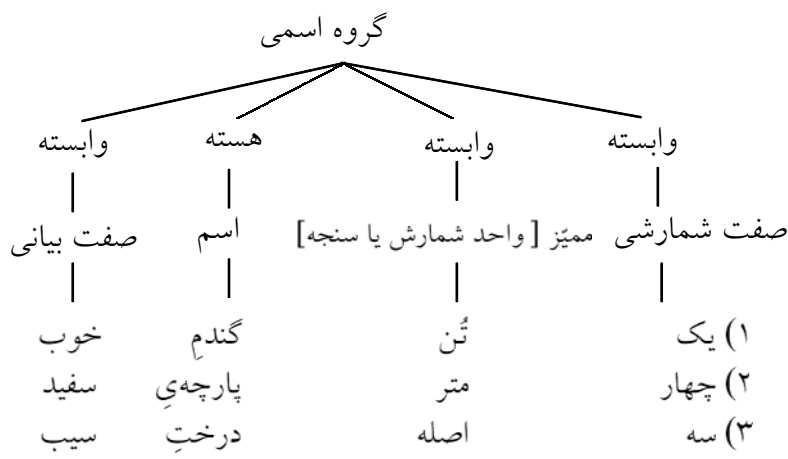 گروه اسمی
وابسته وابسته هسته وابسته
صفت شمارشی ممیّز [واحد شمارش یا سنجه] اسم صفت بیانی
۱) یک تُن گندمِ خوب
۲) چهار متر پارچه‌یِ سفید
۳) سه اصله درختِ سیب